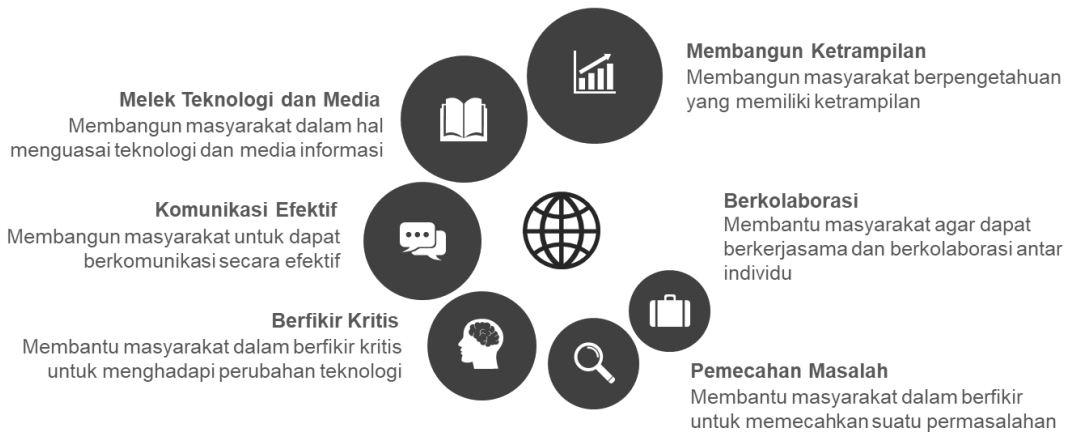 Membangun Ketrampilan
Membangun masyarakat berpengetahuan
yang memiliki ketrampilan
Melek Teknologi dan Media
Membangun masyarakat dalam hal
menguasai teknologi dan media informasi
Komunikasi Efektif
Membangun masyarakat untuk dapat
berkomunikasi secara efektif
Berkolaborasi
Membantu masyarakat agar dapat
berkerjasama dan berkolaborasi antar
individu
Berfikir Kritis
Membantu masyarakat dalam berfikir kritis
untuk menghadapi perubahan teknologi
Pemecahan Masalah
Membantu masyarakat dalam berfikir
untuk memecahkan suatu permasalahan